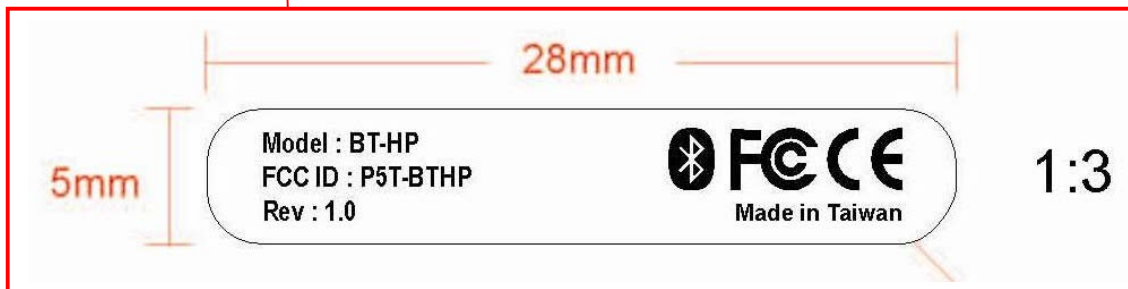 28mm
5mm
Model : BT-HP
FCC ID : P5T-BTHP
Rev : 1.0
FC CE
Made in Taiwan
1:3